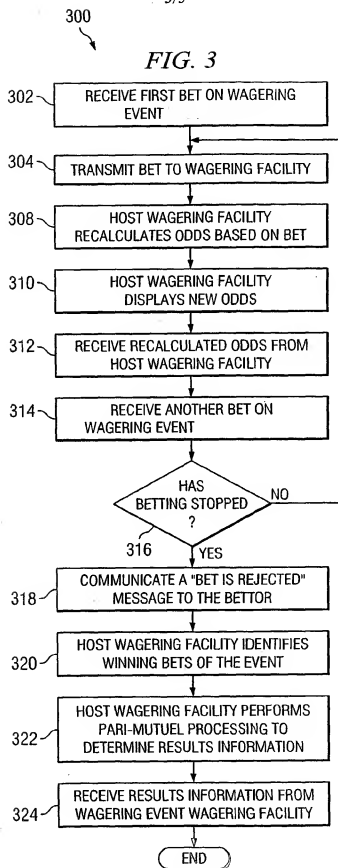 300
FIG. 3
302
RECEIVE FIRST BET ON WAGERING
EVENT
304
TRANSMIT BET TO WAGERING FACILITY
308
HOST WAGERING FACILITY
RECALCULATES ODDS BASED ON BET
310
HOST WAGERING FACILITY
DISPLAYS NEW ODDS
312
RECEIVE RECALCULATED ODDS FROM
HOST WAGERING FACILITY
314
RECEIVE ANOTHER BET ON
WAGERING EVENT
HAS
BETTING STOPPED
?
NO
316
YES
318
COMMUNICATE A "BET IS REJECTED"
MESSAGE TO THE BETTOR
320
HOST WAGERING FACILITY IDENTIFIES
WINNING BETS OF THE EVENT
322
HOST WAGERING FACILITY PERFORMS
PARI-MUTUEL PROCESSING TO
DETERMINE RESULTS INFORMATION
324
RECEIVE RESULTS INFORMATION FROM
WAGERING EVENT WAGERING FACILITY
END